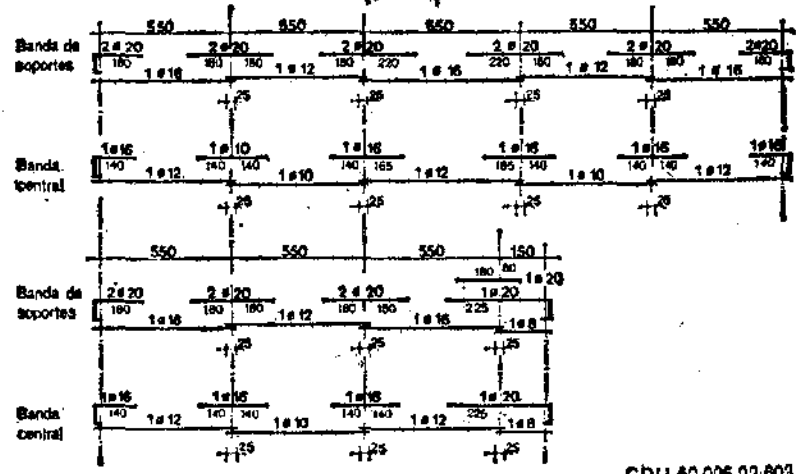 550 650 650 550 550
Banda de soportes
2 ø 20 2 ø 20 2 ø 20 2 ø 20 2 ø 20 2 ø 20
180 180 180 180 220 220 180 180 180 180
1 ø 16 1 ø 12 1 ø 16 1 ø 12 1 ø 16
25 25 25 25
Banda central
1 ø 16 1 ø 10 1 ø 16 1 ø 16 1 ø 16 1 ø 16
140 140 140 140 165 165 140 140 140 140
1 ø 12 1 ø 10 1 ø 12 1 ø 10 1 ø 12
25 25 25 25
550 550 550 150
180 80
1 ø 20
Banda de soportes
2 ø 20 2 ø 20 2 ø 20 1 ø 20
180 180 180 180 180 225
1 ø 16 1 ø 12 1 ø 16 1 ø 8
25 25 25
Banda central
1 ø 16 1 ø 16 1 ø 16 1 ø 20
140 140 140 140 140 225
1 ø 12 1 ø 10 1 ø 12 1 ø 8
25 25 25